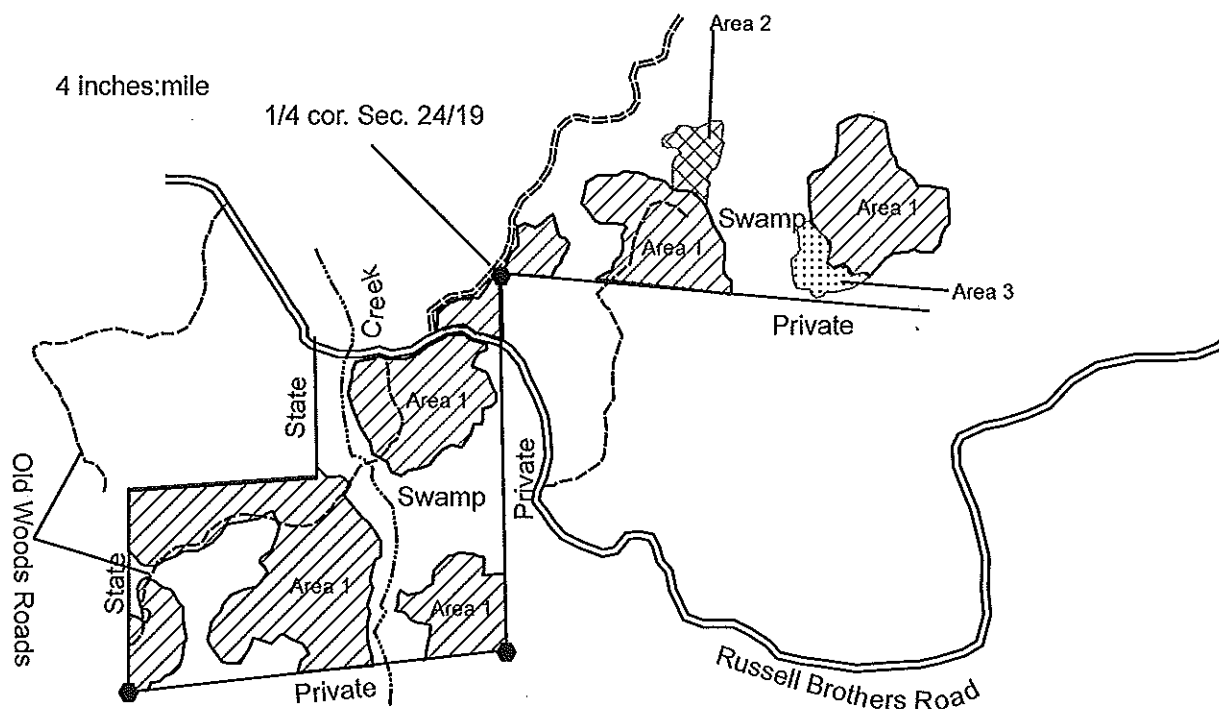 Area 2
4 inches:mile
1/4 cor. Sec. 24/19
Swamp
Area 1
Area 1
Area 3
Private
Creek
State
Area 1
Swamp
Private
Old Woods Roads
State
Area 1
Area 1
Private
Russell Brothers Road